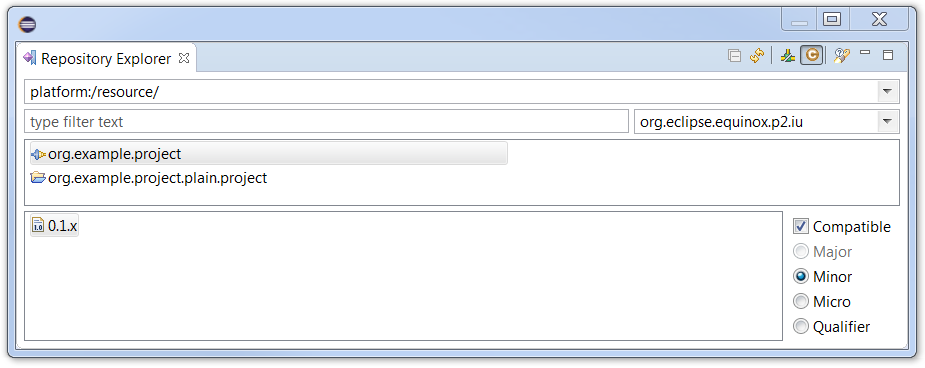 Repository Explorer
platform:/resource/
type filter text
org.eclipse.equinox.p2.iu
org.example.project
org.example.project.plain.project
0.1.x
Compatible
Major
Minor
Micro
Qualifier